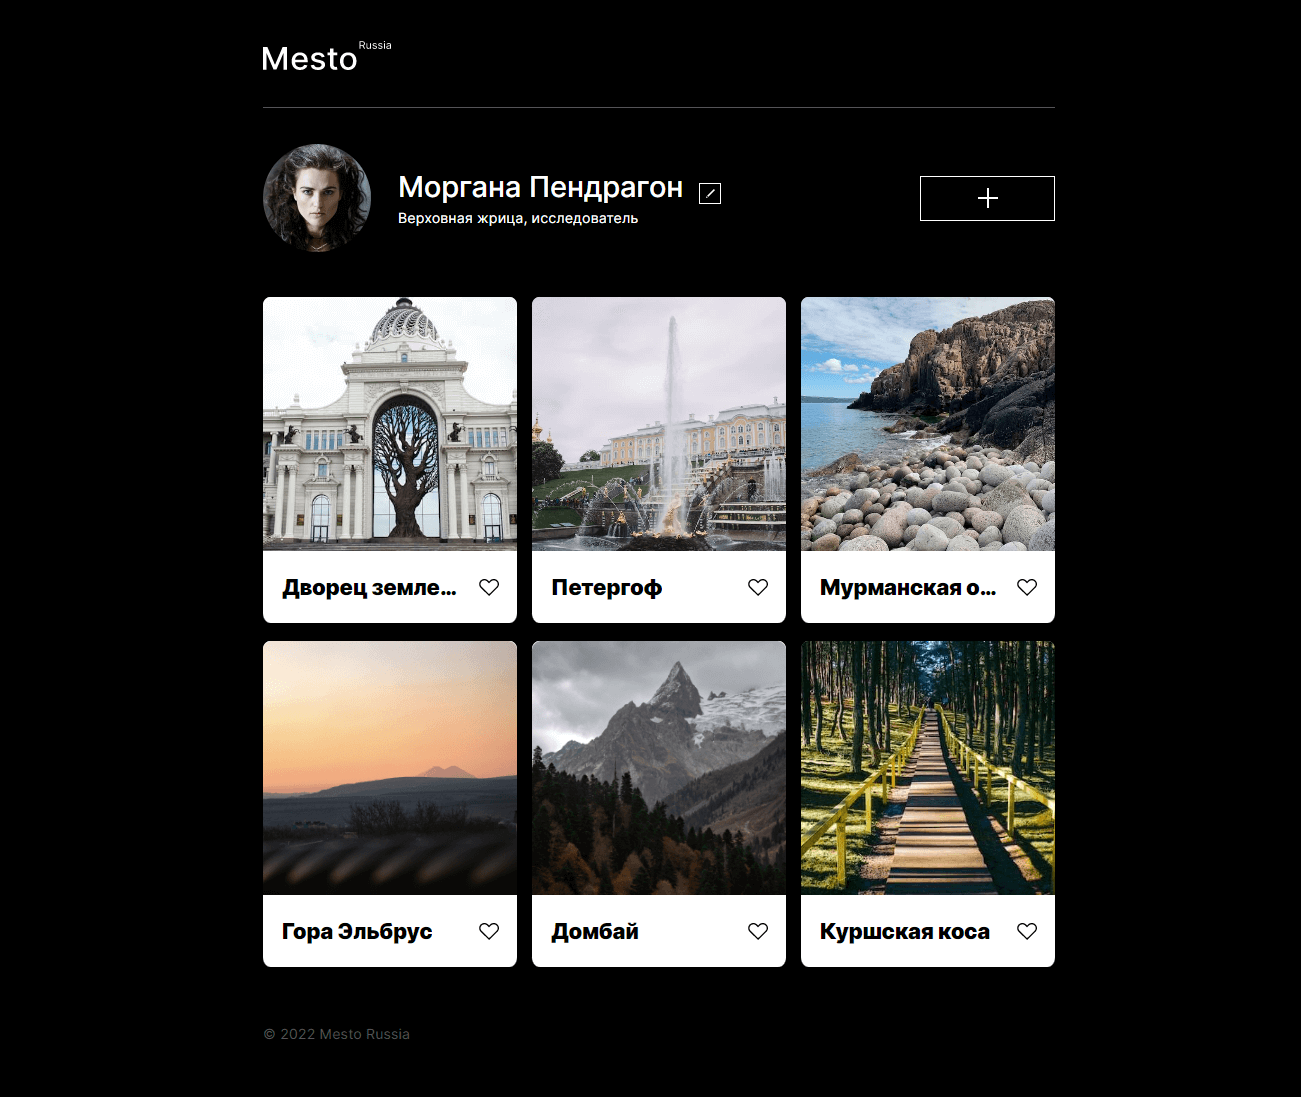 Mesto Russia
Моргана Пендрагон
Верховная жрица, исследователь
Дворец земле...
Петергоф
Мурманская о...
Гора Эльбрус
Домбай
Куршская коса
© 2022 Mesto Russia